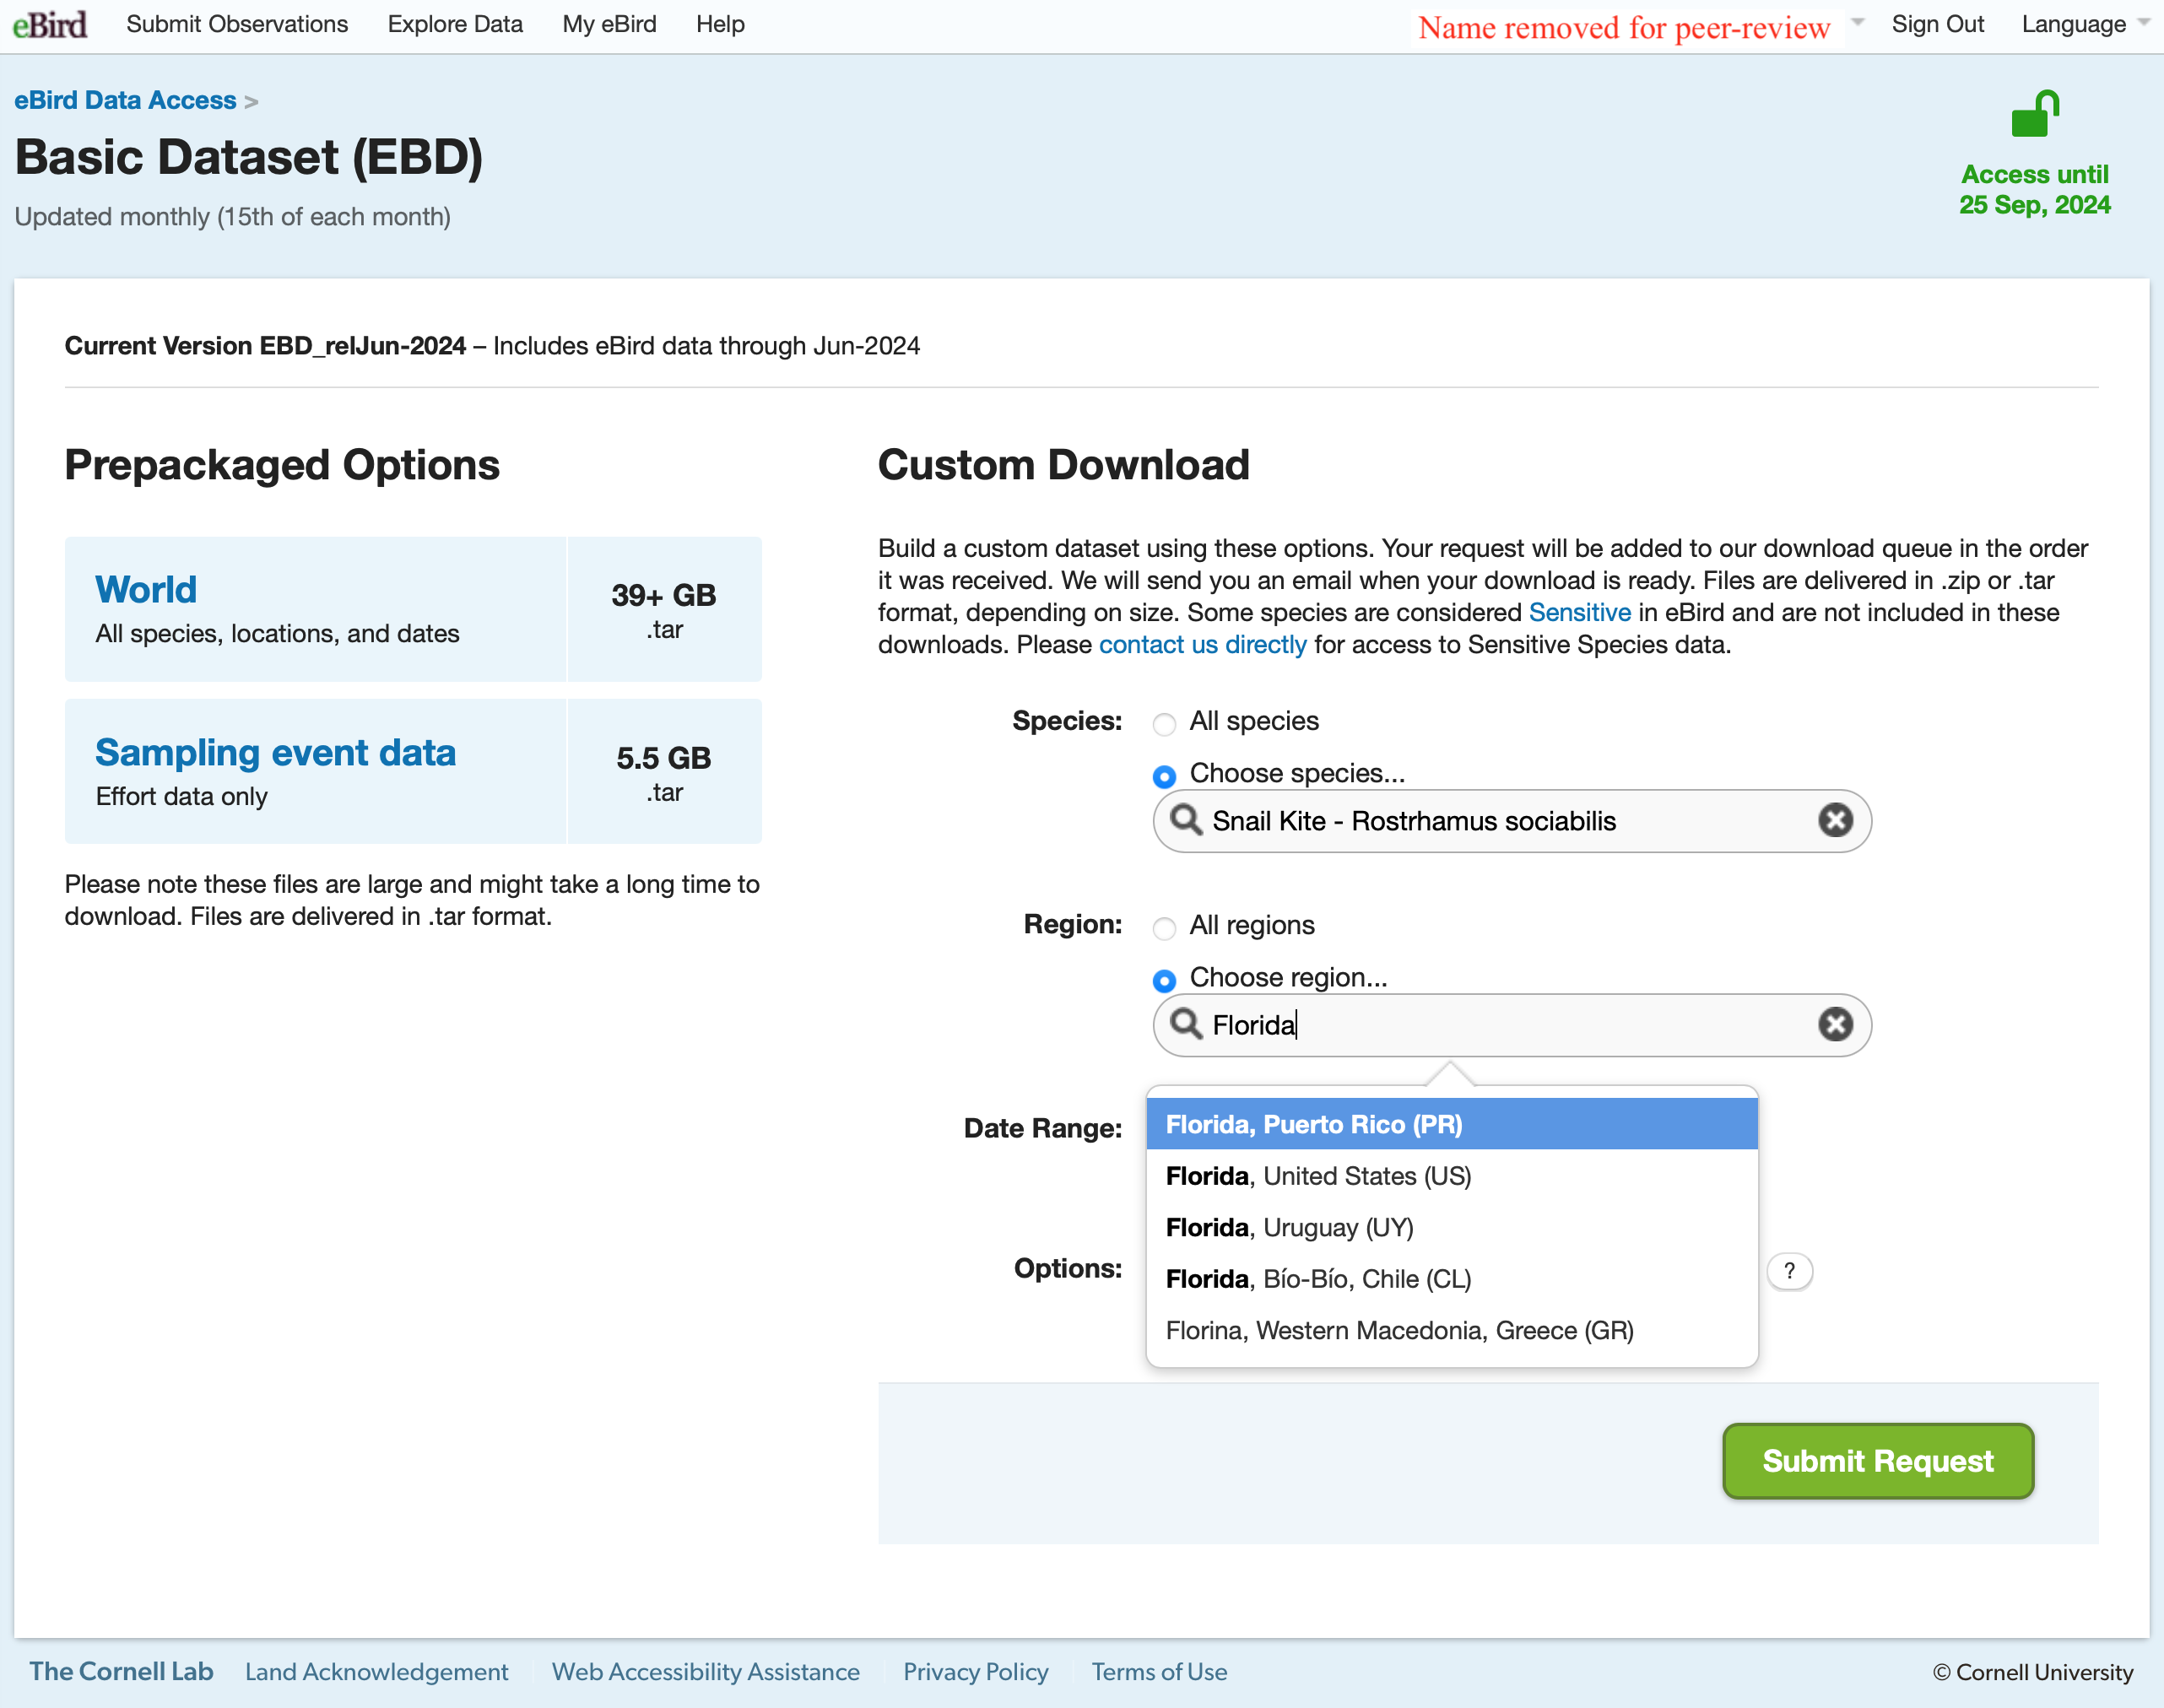 eBird Submit Observations Explore Data My eBird Help Name removed for peer-review Sign Out Language
eBird Data Access >
Basic Dataset (EBD)
Updated monthly (15th of each month)
Access until
25 Sep, 2024
Current Version EBD_relJun-2024 – Includes eBird data through Jun-2024
Prepackaged Options
World
All species, locations, and dates
39+ GB
.tar
Sampling event data
Effort data only
5.5 GB
.tar
Please note these files are large and might take a long time to
download. Files are delivered in .tar format.
Custom Download
Build a custom dataset using these options. Your request will be added to our download queue in the order
it was received. We will send you an email when your download is ready. Files are delivered in .zip or .tar
format, depending on size. Some species are considered Sensitive in eBird and are not included in these
downloads. Please contact us directly for access to Sensitive Species data.
Species: All species
Choose species...
Snail Kite - Rostrhamus sociabilis
Region: All regions
Choose region...
Florida
Date Range:
Florida, Puerto Rico (PR)
Florida, United States (US)
Florida, Uruguay (UY)
Options:
Florida, Bío-Bío, Chile (CL)
?
Florina, Western Macedonia, Greece (GR)
Submit Request
The Cornell Lab Land Acknowledgement Web Accessibility Assistance Privacy Policy Terms of Use © Cornell University